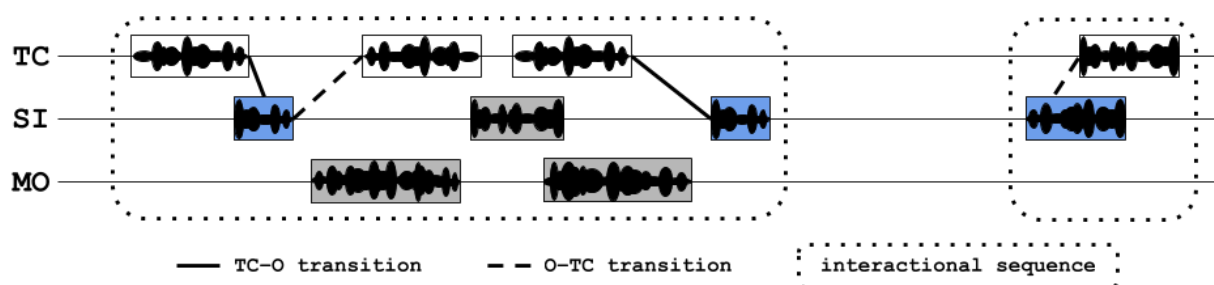 TC
SI
MO
TC-O transition
O-TC transition
interactional sequence